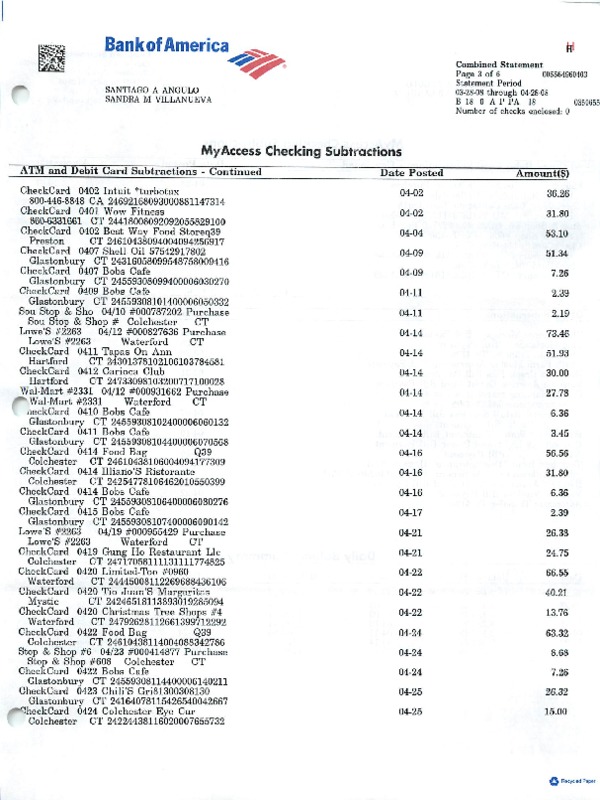 Bank of America
H
SANTIAGO A ANGULO
SANDRA M VILLANUEVA
Combined Statement
Page 3 of 6
Statement Period
03-28-08 through 04-28-08
B 18 0 A P PA 18
Number of checks enclosed: 0
MyAccess Checking Subtractions
ATM and Debit Card Subtractions - Continued Date Posted Amount($)
CheckCard 0402 Intuit *turbotax 04-02 36.26
800-446-8848 CA 24692168093000881147314
CheckCard 0401 Wow Fitness 04-02 31.80
860-6331661 CT 24418008092092055829100
CheckCard 0402 Best Way Food Storeq39 04-04 53.10
Preston CT 24610438094004094256917
CheckCard 0407 Shell Oil 57542917802 04-09 51.34
Glastonbury CT 24316058099548758009416
CheckCard 0407 Bobs Cafe 04-09 7.26
Glastonbury CT 24559308099400006030270
CheckCard 0409 Bobs Cafe 04-11 2.39
Glastonbury CT 24559308101400006050332
Sou Stop & Sho 04/10 #000787202 Purchase 04-11 2.19
Sou Stop & Shop # Colchester CT
Lowe'S #2263 04/12 #000827636 Purchase 04-14 73.45
Lowe'S #2263 Waterford CT
CheckCard 0411 Tapas On Ann 04-14 51.93
Hartford CT 24301378102106103784581
CheckCard 0412 Carioca Club 04-14 30.00
Hartford CT 24733098103200717100028
Wal-Mart #2331 04/12 #000931662 Purchase 04-14 27.78
Wal-Mart #2331 Waterford CT
CheckCard 0410 Bobs Cafe 04-14 6.36
Glastonbury CT 24559308102400006060132
CheckCard 0411 Bobs Cafe 04-14 3.45
Glastonbury CT 24559308104400006070568
CheckCard 0414 Food Bag Q39 04-16 56.56
Colchester CT 24610438106004094177309
CheckCard 0414 Illiano'S Ristorante 04-16 31.80
Colchester CT 24254778106462010550399
CheckCard 0414 Bobs Cafe 04-16 6.36
Glastonbury CT 24559308106400006080276
CheckCard 0415 Bobs Cafe 04-17 2.39
Glastonbury CT 24559308107400006090142
Lowe'S #2263 04/19 #000955429 Purchase 04-21 26.33
Lowe'S #2263 Waterford CT
CheckCard 0419 Gung Ho Restaurant Llc 04-21 24.75
Colchester CT 24717058111131111774825
CheckCard 0420 Limited-Too #0960 04-22 66.55
Waterford CT 24445008112269688436106
CheckCard 0420 Tio Juan'S Margaritas 04-22 40.21
Mystic CT 24246518113893019285094
CheckCard 0420 Christmas Tree Shops #4 04-22 13.76
Waterford CT 24792628112661399712292
CheckCard 0422 Food Bag Q39 04-24 63.32
Colchester CT 24610438114004088342786
Stop & Shop #6 04/23 #000414877 Purchase 04-24 8.68
Stop & Shop #608 Colchester CT
CheckCard 0422 Bobs Cafe 04-24 7.26
Glastonbury CT 24559308114400006140211
CheckCard 0423 Chili'S Gri81300308130 04-25 26.32
Glastonbury CT 24164078115426540042667
CheckCard 0424 Colchester Eye Car 04-25 15.00
Colchester CT 24224438116020007655732
Recycled Paper